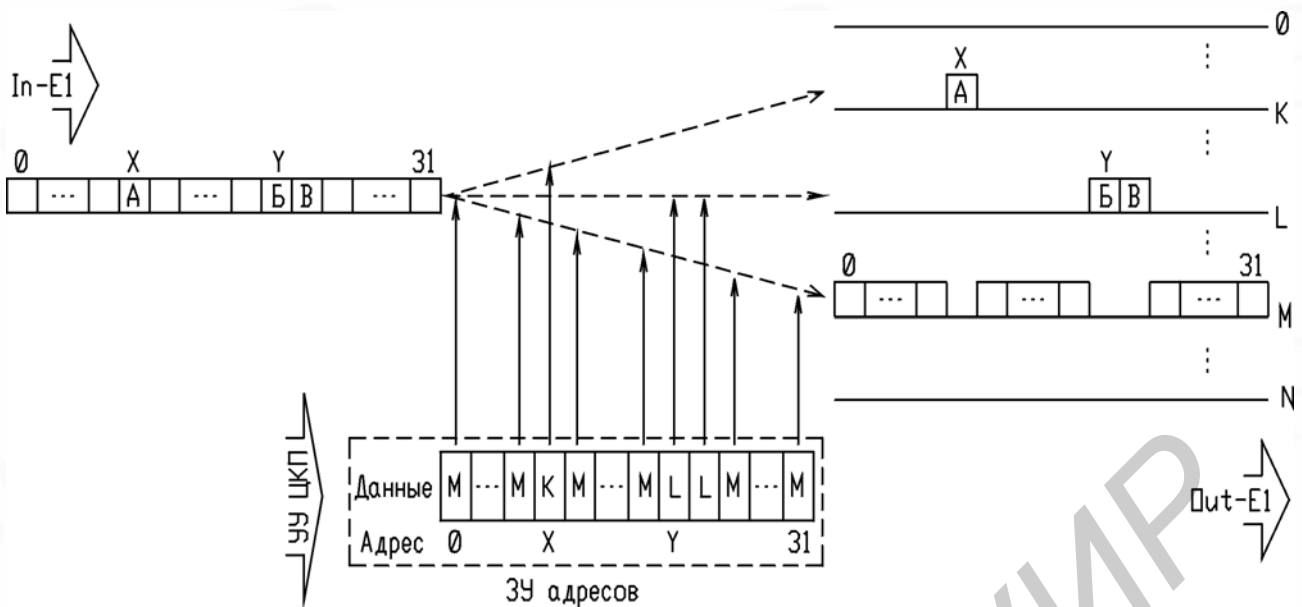 In-E1
0 X Y 31
... А ... Б В ...
0
X
А
K
Y
Б В
L
0 31
... ... ...
M
N
Out-E1
УУ ЦКП
Данные M ... M K M ... M L L M ... M
Адрес 0 X Y 31
ЗУ адресов